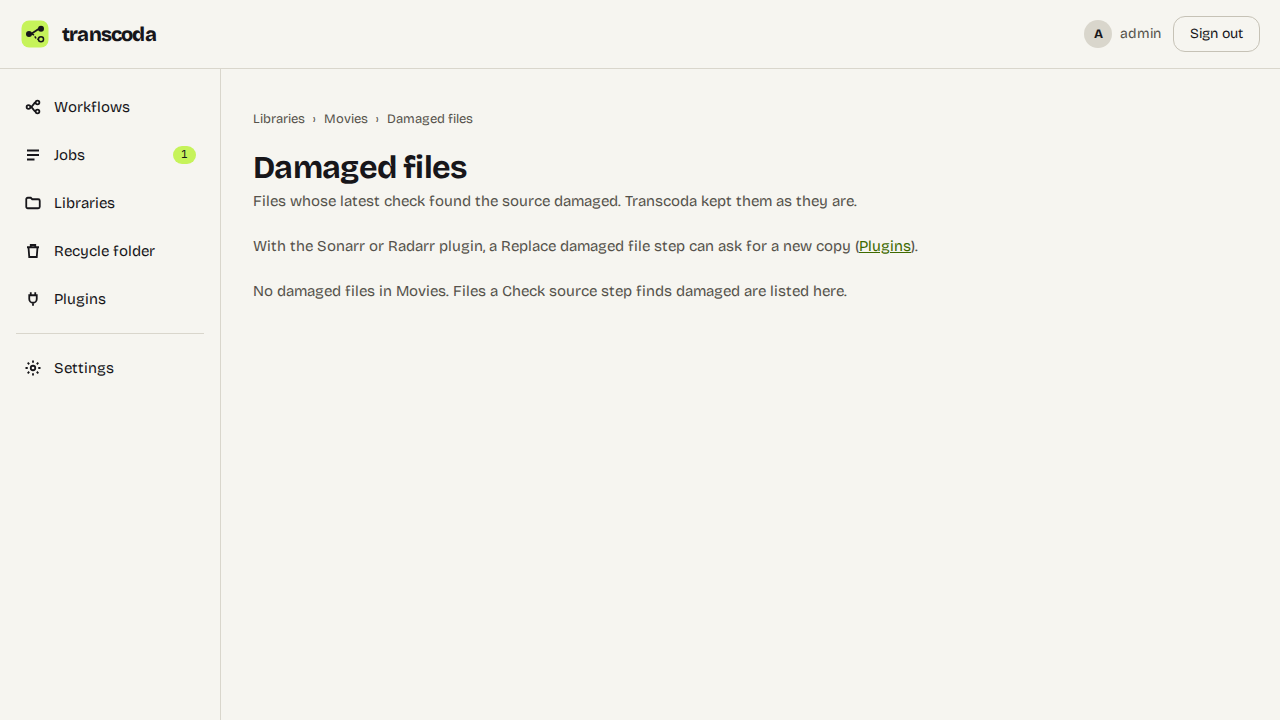 transcoda
A admin Sign out
Workflows
Jobs 1
Libraries
Recycle folder
Plugins
Settings
Libraries › Movies › Damaged files
Damaged files
Files whose latest check found the source damaged. Transcoda kept them as they are.
With the Sonarr or Radarr plugin, a Replace damaged file step can ask for a new copy (Plugins).
No damaged files in Movies. Files a Check source step finds damaged are listed here.